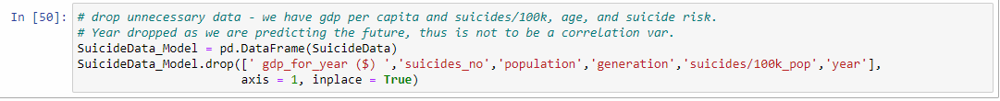 In [50]: # drop unnecessary data - we have gdp per capita and suicides/100k, age, and suicide risk.
# Year dropped as we are predicting the future, thus is not to be a correlation var.
SuicideData_Model = pd.DataFrame(SuicideData)
SuicideData_Model.drop([' gdp_for_year ($) ','suicides_no','population','generation','suicides/100k_pop','year'],
axis = 1, inplace = True)